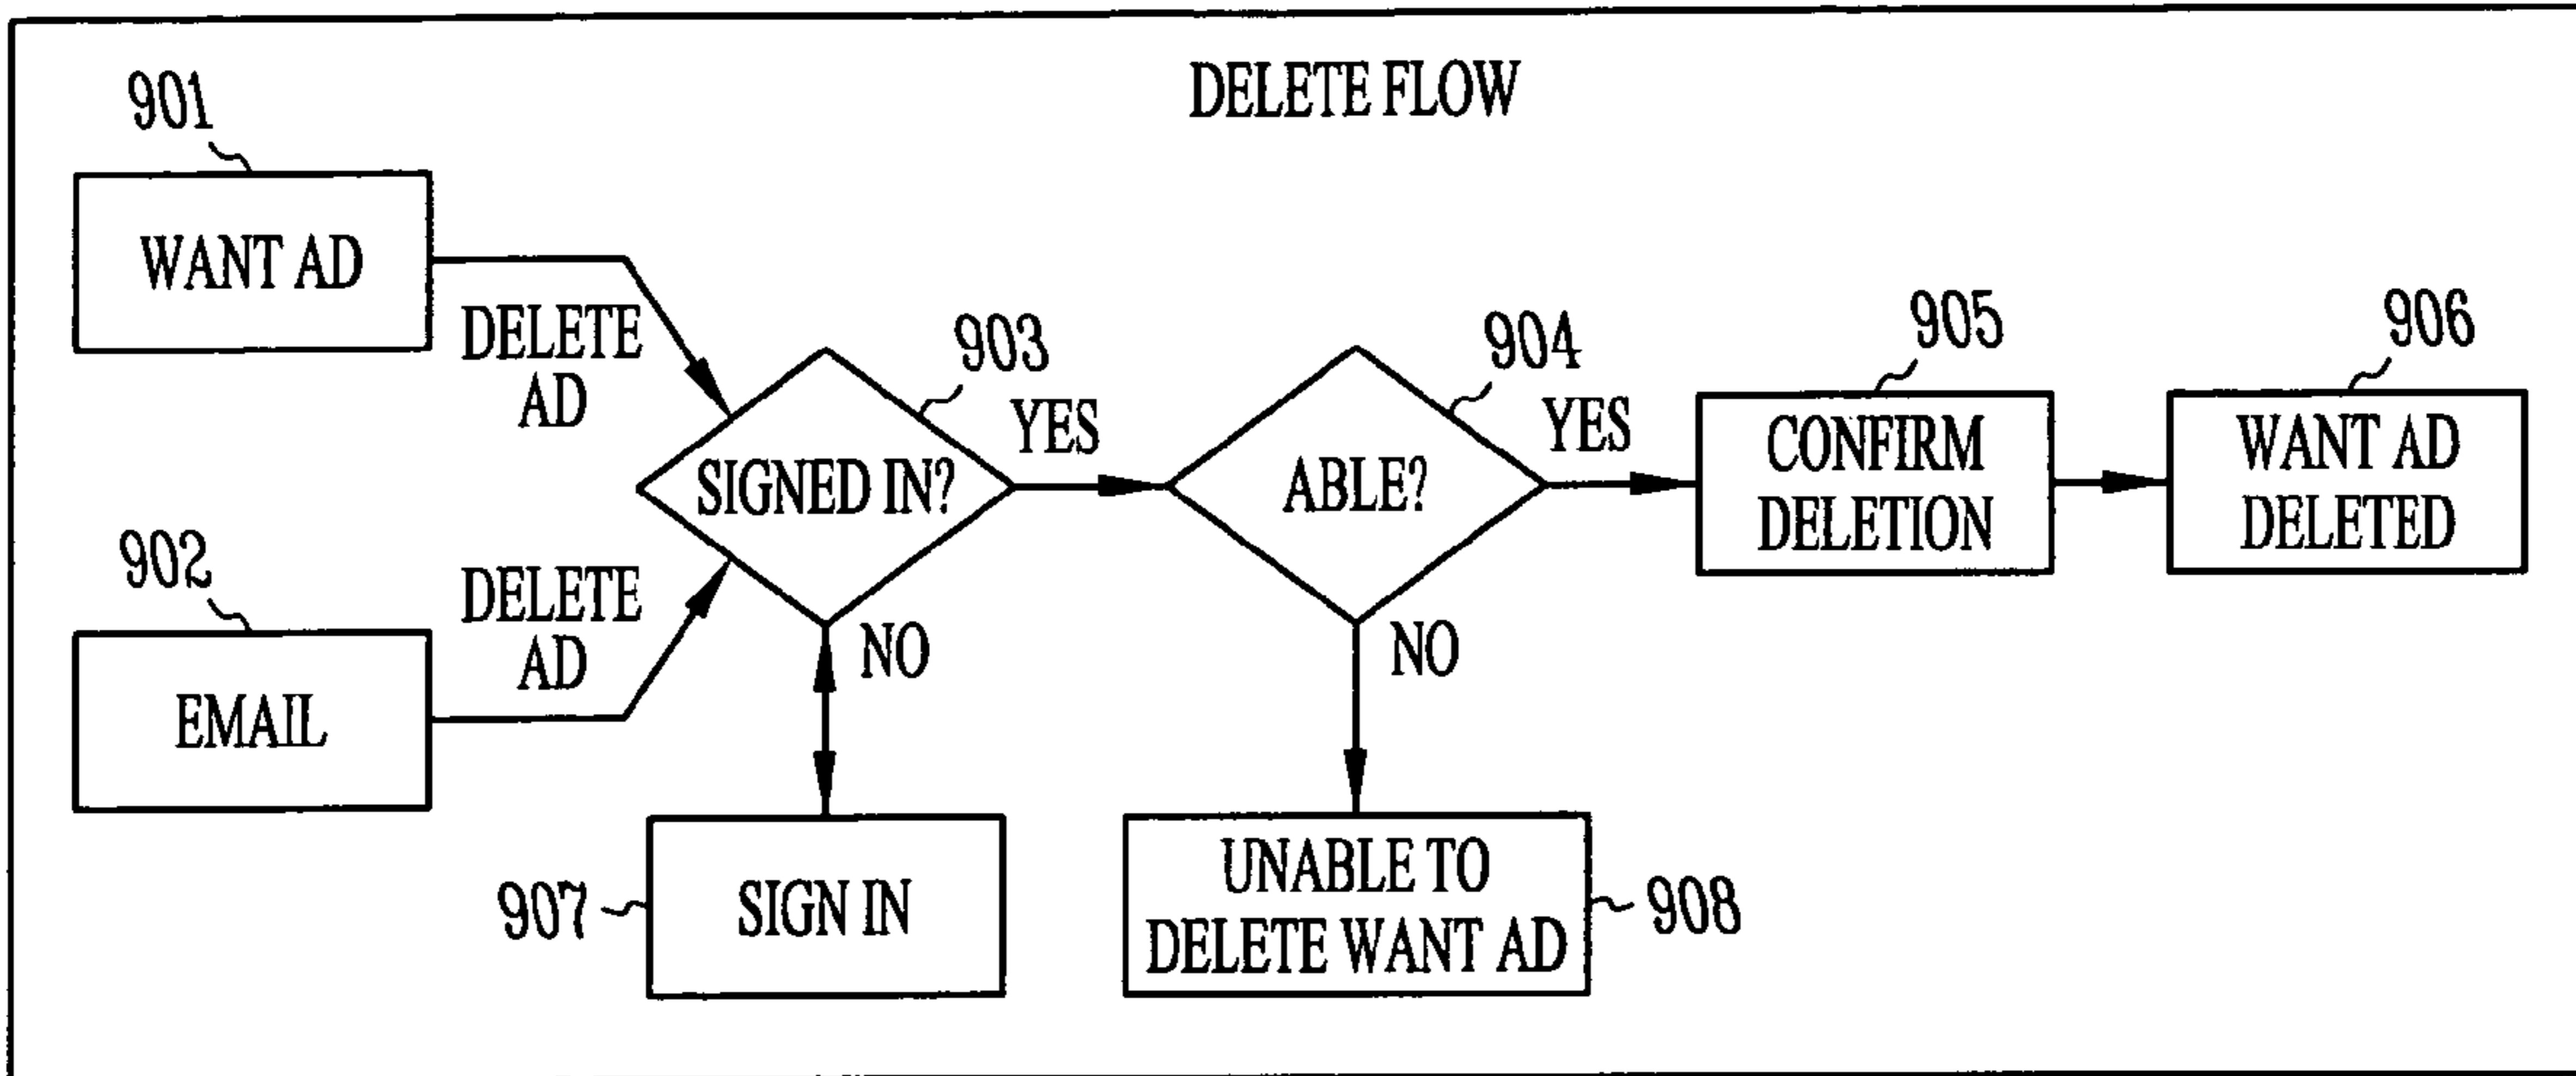 DELETE FLOW
901
WANT AD
DELETE
AD
902
EMAIL
DELETE
AD
903
SIGNED IN?
YES
NO
907
SIGN IN
904
ABLE?
YES
NO
UNABLE TO
DELETE WANT AD
908
905
CONFIRM
DELETION
906
WANT AD
DELETED